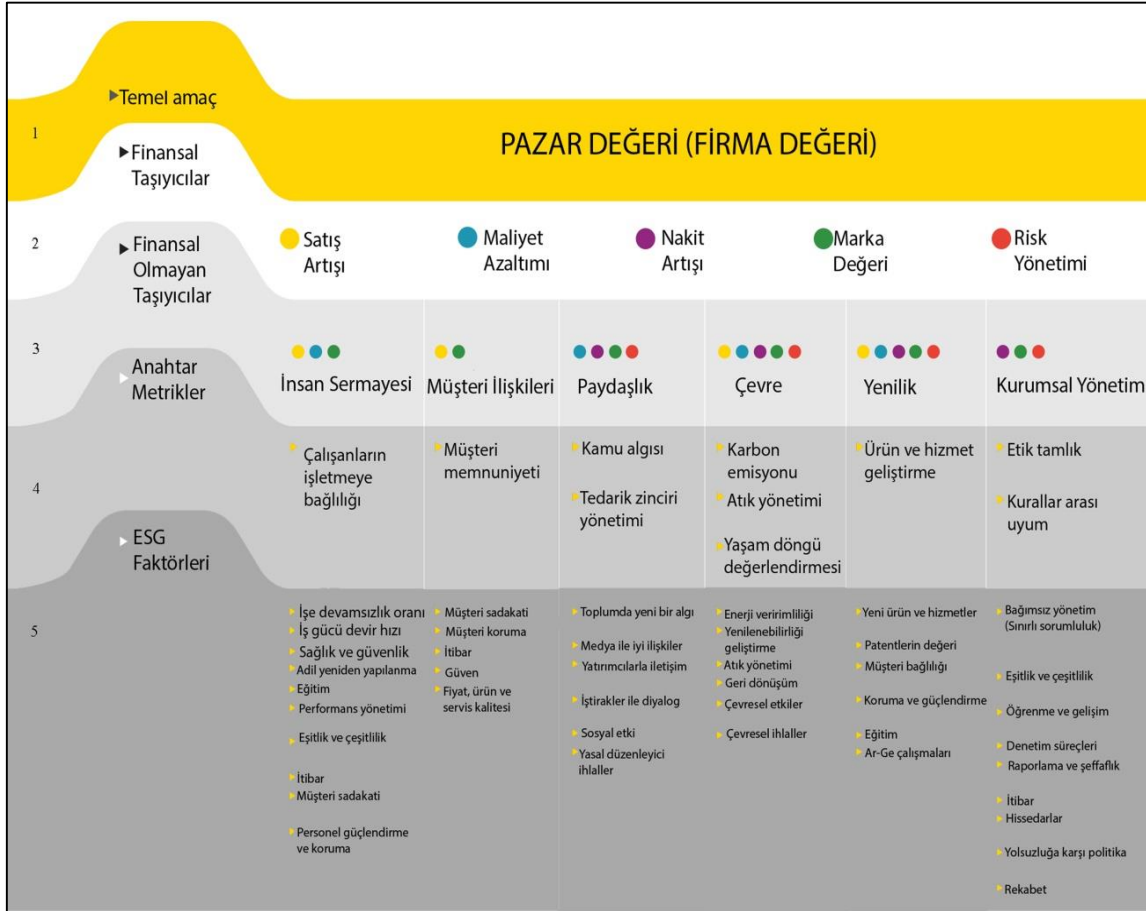 1
Temel amaç
PAZAR DEĞERİ (FİRMA DEĞERİ)
Finansal
Taşıyıcılar
2
Finansal
Olmayan
Taşıyıcılar
Satış
Artışı
Maliyet
Azaltımı
Nakit
Artışı
Marka
Değeri
Risk
Yönetimi
3
Anahtar
Metrikler
İnsan Sermayesi
Müşteri İlişkileri
Paydaşlık
Çevre
Yenilik
Kurumsal Yönetim
4
ESG
Faktörleri
Çalışanların
işletmeye
bağlılığı
Müşteri
memnuniyeti
Kamu algısı
Tedarik zinciri
yönetimi
Karbon
emisyonu
Atık yönetimi
Yaşam döngü
değerlendirmesi
Ürün ve hizmet
geliştirme
Etik tamlık
Kurallar arası
uyum
5
İşe devamsızlık oranı
İş gücü devir hızı
Sağlık ve güvenlik
Adil yeniden yapılanma
Eğitim
Performans yönetimi
Eşitlik ve çeşitlilik
İtibar
Müşteri sadakati
Personel güçlendirme
ve koruma
Müşteri sadakati
Müşteri koruma
İtibar
Güven
Fiyat, ürün ve
servis kalitesi
Toplumda yeni bir algı
Medya ile iyi ilişkiler
Yatırımcılarla iletişim
İştirakler ile diyalog
Sosyal etki
Yasal düzenleyici
ihlaller
Enerji veririmliliği
Yenilenebilirliği
geliştirme
Atık yönetimi
Geri dönüşüm
Çevresel etkiler
Çevresel ihlaller
Yeni ürün ve hizmetler
Patentlerin değeri
Müşteri bağlılığı
Koruma ve güçlendirme
Eğitim
Ar-Ge çalışmaları
Bağımsız yönetim
(Sınırlı sorumluluk)
Eşitlik ve çeşitlilik
Öğrenme ve gelişim
Denetim süreçleri
Raporlama ve şeffaflık
İtibar
Hissedarlar
Yolsuzluğa karşı politika
Rekabet